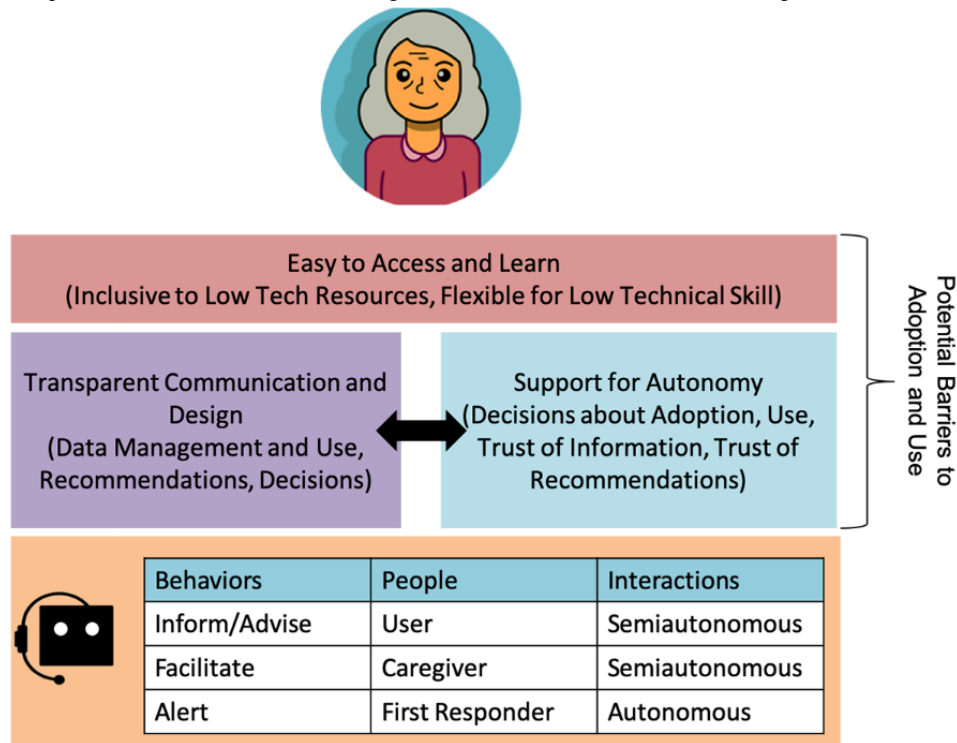 Easy to Access and Learn
(Inclusive to Low Tech Resources, Flexible for Low Technical Skill)
Transparent Communication and
Design
(Data Management and Use,
Recommendations, Decisions)
Support for Autonomy
(Decisions about Adoption, Use,
Trust of Information, Trust of
Recommendations)
Potential Barriers to
Adoption and Use
Behaviors People Interactions
Inform/Advise User Semiautonomous
Facilitate Caregiver Semiautonomous
Alert First Responder Autonomous